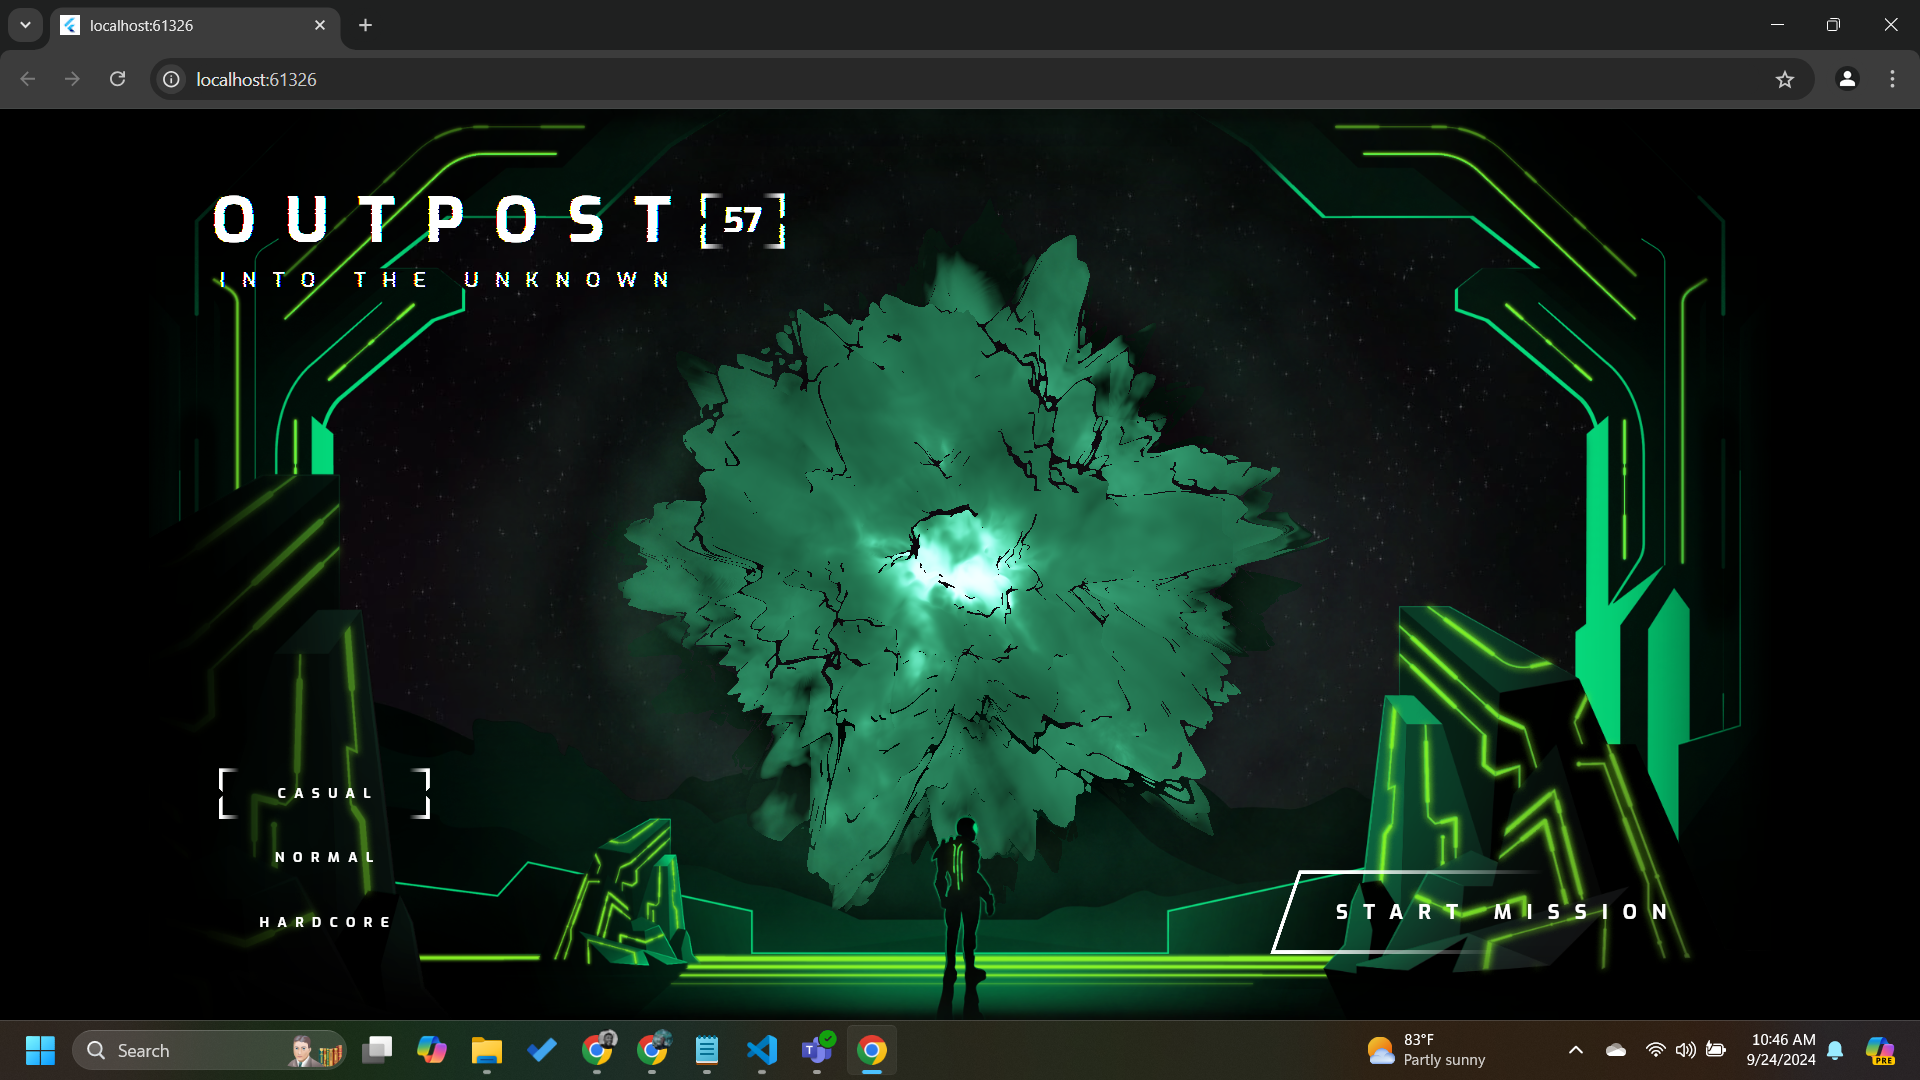 localhost:61326
localhost:61326
OUTPOST 57
INTO THE UNKNOWN
CASUAL
NORMAL
HARDCORE
START MISSION
Search
83°F
Partly sunny
10:46 AM
9/24/2024
PRE